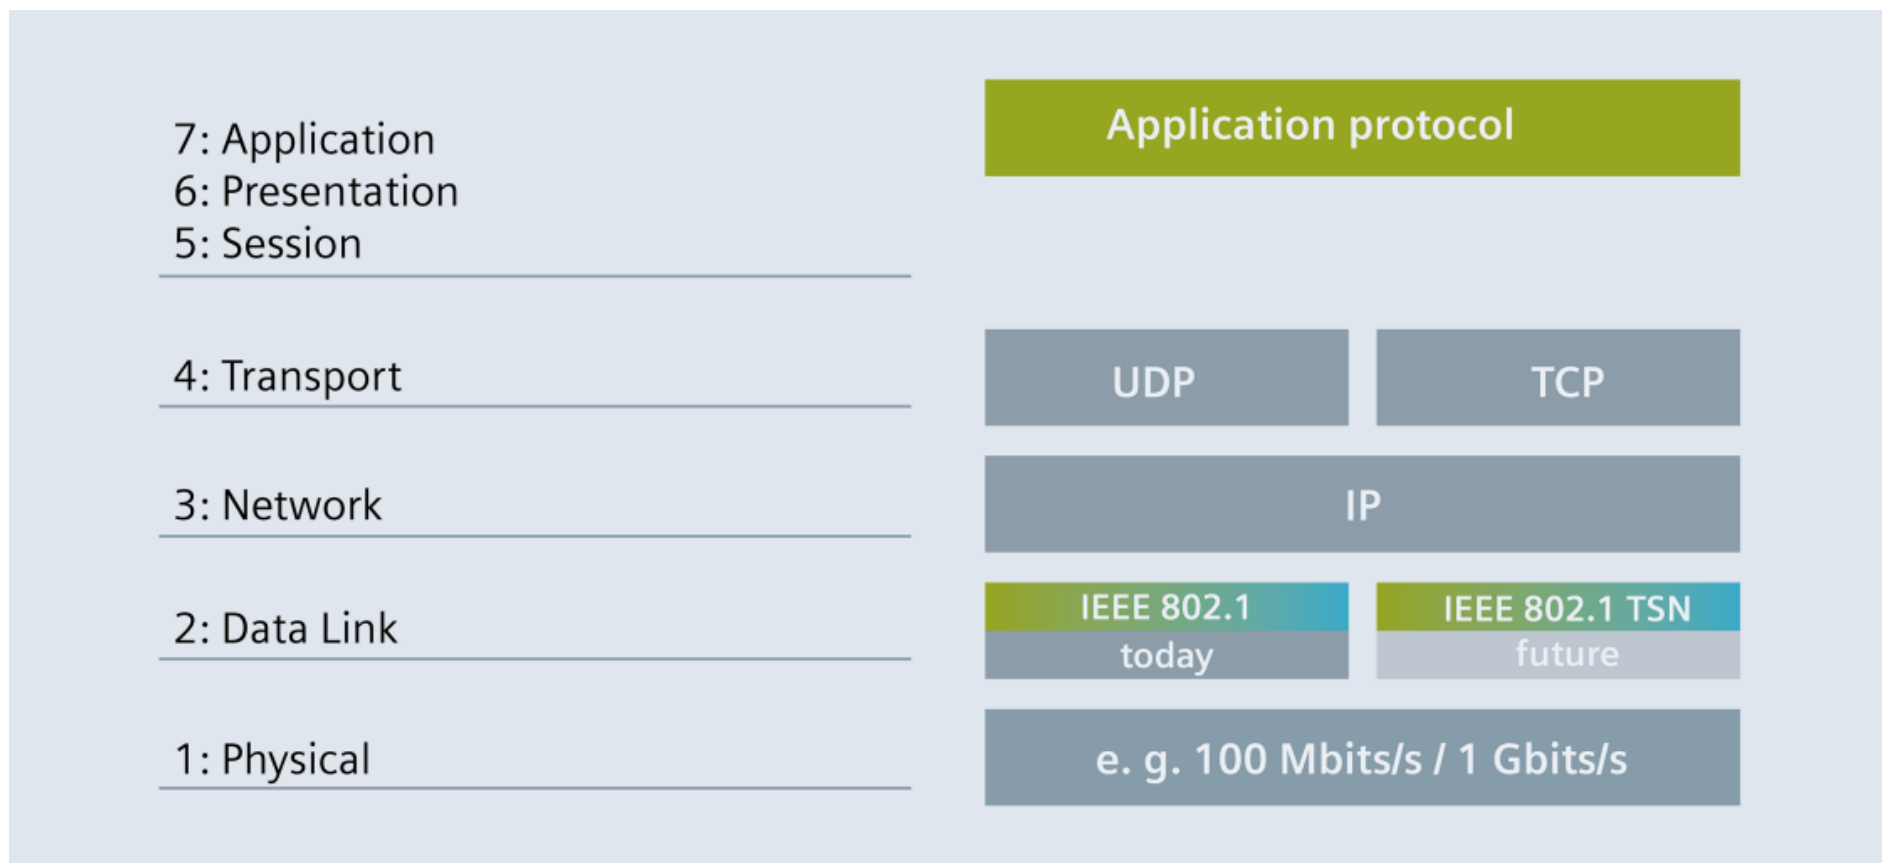 7: Application
6: Presentation
5: Session
Application protocol
4: Transport
UDP
TCP
3: Network
IP
2: Data Link
IEEE 802.1
today
IEEE 802.1 TSN
future
1: Physical
e. g. 100 Mbits/s / 1 Gbits/s